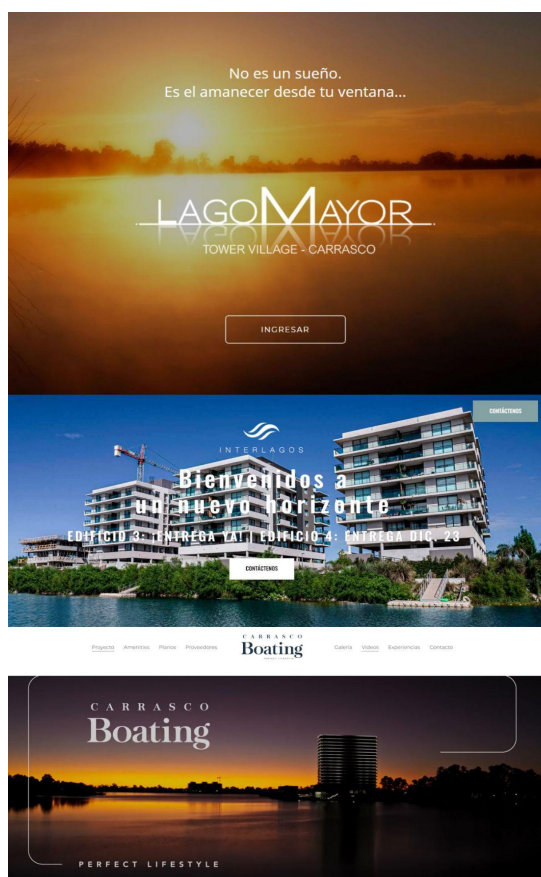 No es un sueño.
Es el amanecer desde tu ventana...
LAGOMAYOR
TOWER VILLAGE - CARRASCO
INGRESAR
CONTÁCTENOS
INTERLAGOS
Bienvenidos a
un nuevo horizonte
EDIFICIO 3: ¡ENTREGA YA! | EDIFICIO 4: ENTREGA DIC. 23
CONTÁCTENOS
Proyecto Amenities Planos Proveedores
CARRASCO
Boating
Galería Videos Experiencias Contacto
CARRASCO
Boating
PERFECT LIFESTYLE